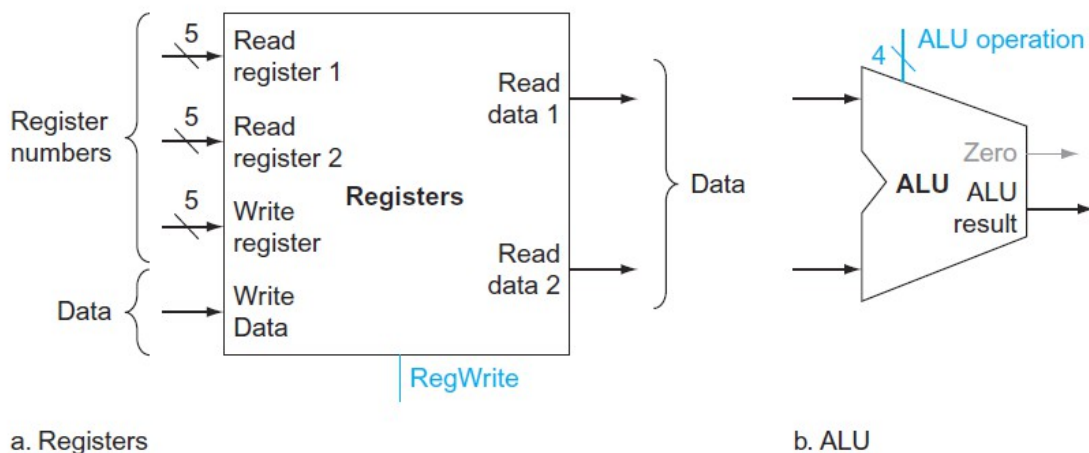 5
Read
register 1
5
Read
register 2
Register
numbers
5
Write
register
Data
Write
Data
Registers
Read
data 1
Read
data 2
Data
RegWrite
a. Registers
4
ALU operation
Zero
ALU
ALU
result
b. ALU